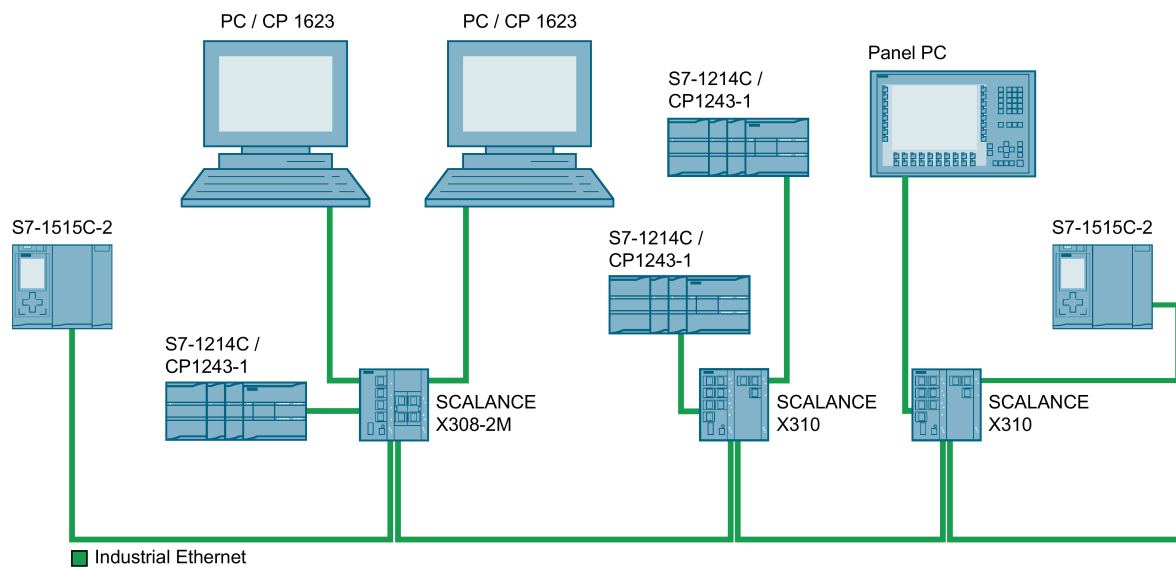 PC / CP 1623
PC / CP 1623
Panel PC
S7-1214C /
CP1243-1
S7-1515C-2
S7-1214C /
CP1243-1
S7-1515C-2
S7-1214C /
CP1243-1
SCALANCE
X308-2M
SCALANCE
X310
SCALANCE
X310
Industrial Ethernet